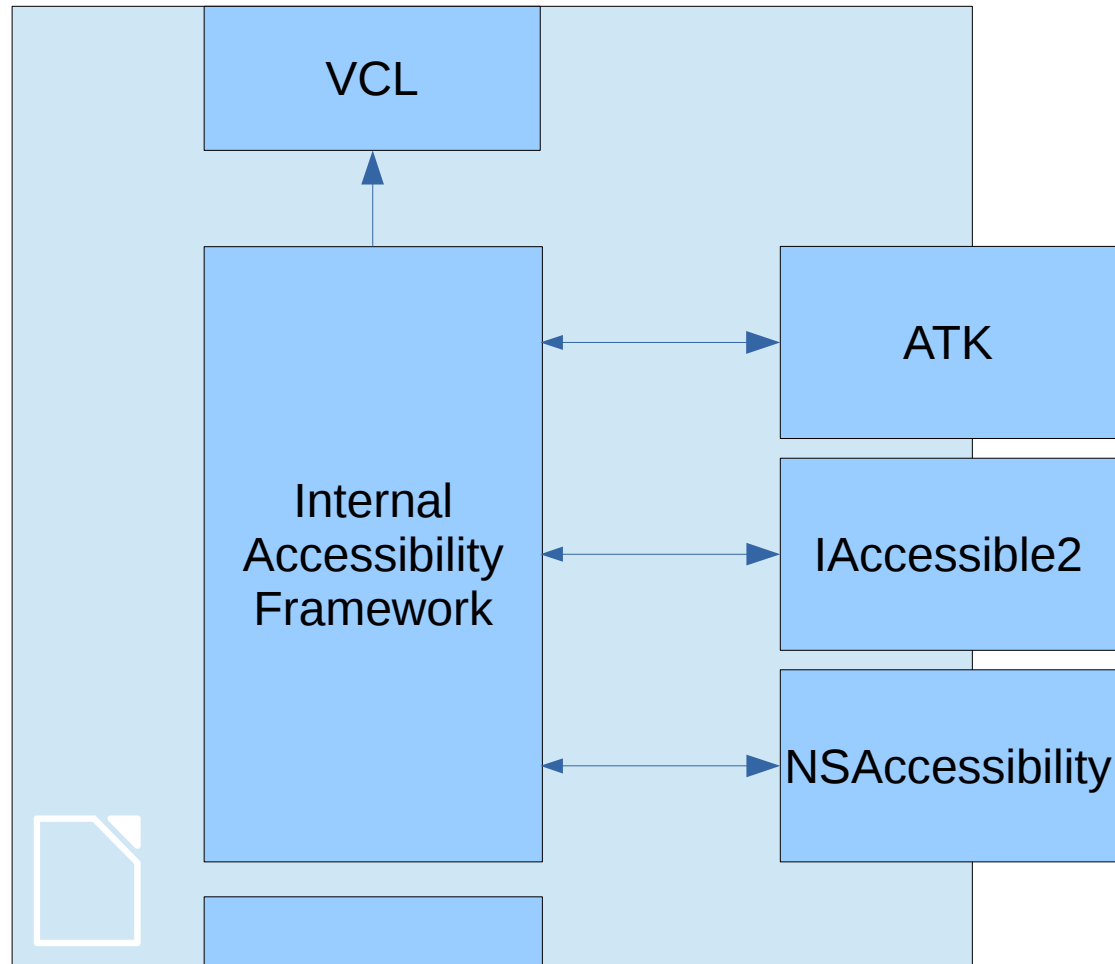 VCL
ATK
Internal
Accessibility
Framework
IAccessible2
NSAccessibility